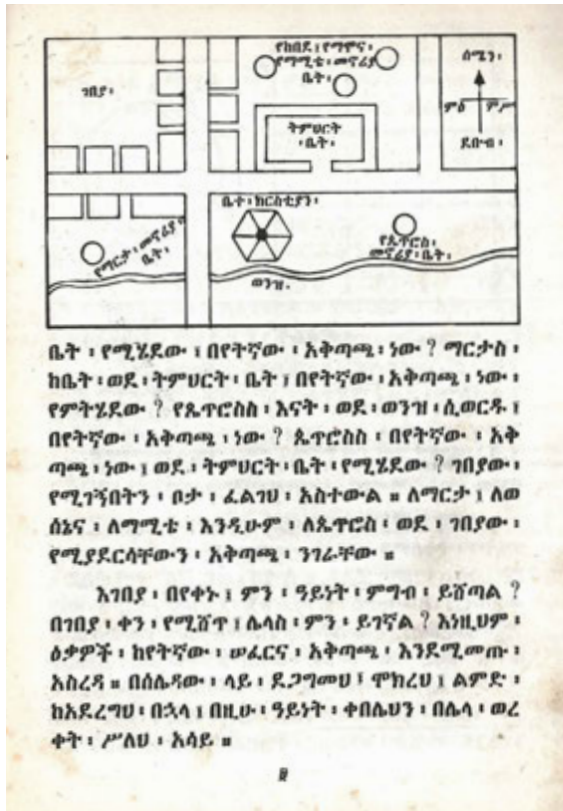 የከበደ ፤ የማሞና ፡
የማሚቴ ፡ መኖሪያ
ቤት ፡
ገበያ ፡
ትምህርት
፡ ቤት ፡
ሰሜን ፡
ምዕ ምሥ
ደቡብ ፡
ቤተ ፡ ክርስቲያን ፡
የማርታ ፡ መኖሪያ ፡
ቤት ፡
የጴጥሮስ ፡
መኖሪያ ፡ ቤት ፡
ወንዝ ፡
ቤት ፡ የሚሄደው ፤ በየትኛው ፡ አቅጣጫ ፡ ነው ? ማርታስ ፡
ከቤት ፡ ወደ ፡ ትምህርት ፡ ቤት ፤ በየትኛው ፡ አቅጣጫ ፡ ነው ፡
የምትሄደው ? የጴጥሮስስ ፡ እናት ፡ ወደ ፡ ወንዝ ፡ ሲወርዱ ፤
በየትኛው ፡ አቅጣጫ ፡ ነው ? ጴጥሮስስ ፡ በየትኛው ፡ አቅ
ጣጫ ፡ ነው ፤ ወደ ፡ ትምህርት ፡ ቤት ፡ የሚሄደው ? ገበያው ፡
የሚገኝበትን ፡ ቦታ ፡ ፈልገህ ፡ አስተውል ። ለማርታ ፤ ለወ
ሰኔና ፡ ለማሚቴ ፡ እንዲሁም ፡ ለጴጥሮስ ፡ ወደ ፡ ገበያው ፡
የሚያደርሳቸውን ፡ አቅጣጫ ፡ ንገራቸው ።
እገበያ ፡ በየቀኑ ፤ ምን ፡ ዓይነት ፡ ምግብ ፡ ይሸጣል ?
በገበያ ፡ ቀን ፡ የሚሸጥ ፤ ሌላስ ፡ ምን ፡ ይገኛል ? እነዚህም ፡
ዕቃዎች ፡ ከየትኛው ፡ ሠፈርና ፡ አቅጣጫ ፡ እንደሚመጡ ፡
አስረዳ ። በሰሌዳው ፡ ላይ ፡ ደጋግመህ ፤ ሞክረህ ፤ ልምድ ፡
ከአደረግህ ፡ በኋላ ፤ በዚሁ ፡ ዓይነት ፡ ቀበሌህን ፡ በሌላ ፡ ወረ
ቀት ፡ ሥለህ ፡ አሳይ ።